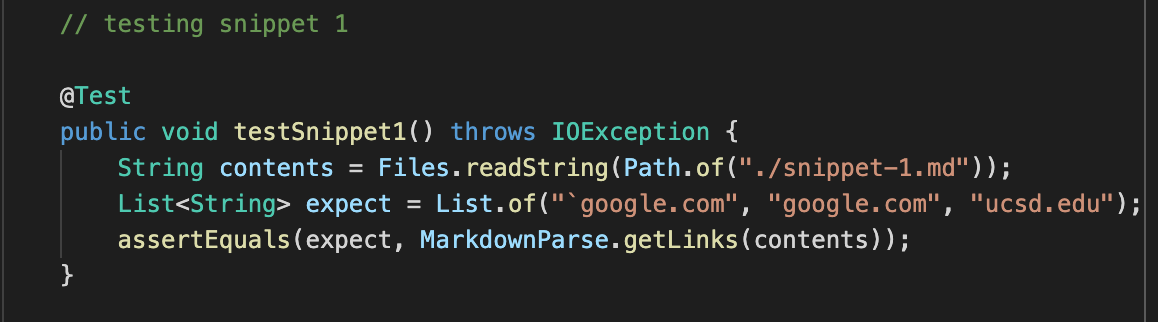 // testing snippet 1
@Test
public void testSnippet1() throws IOException {
String contents = Files.readString(Path.of("./snippet-1.md"));
List<String> expect = List.of("`google.com", "google.com", "ucsd.edu");
assertEquals(expect, MarkdownParse.getLinks(contents));
}